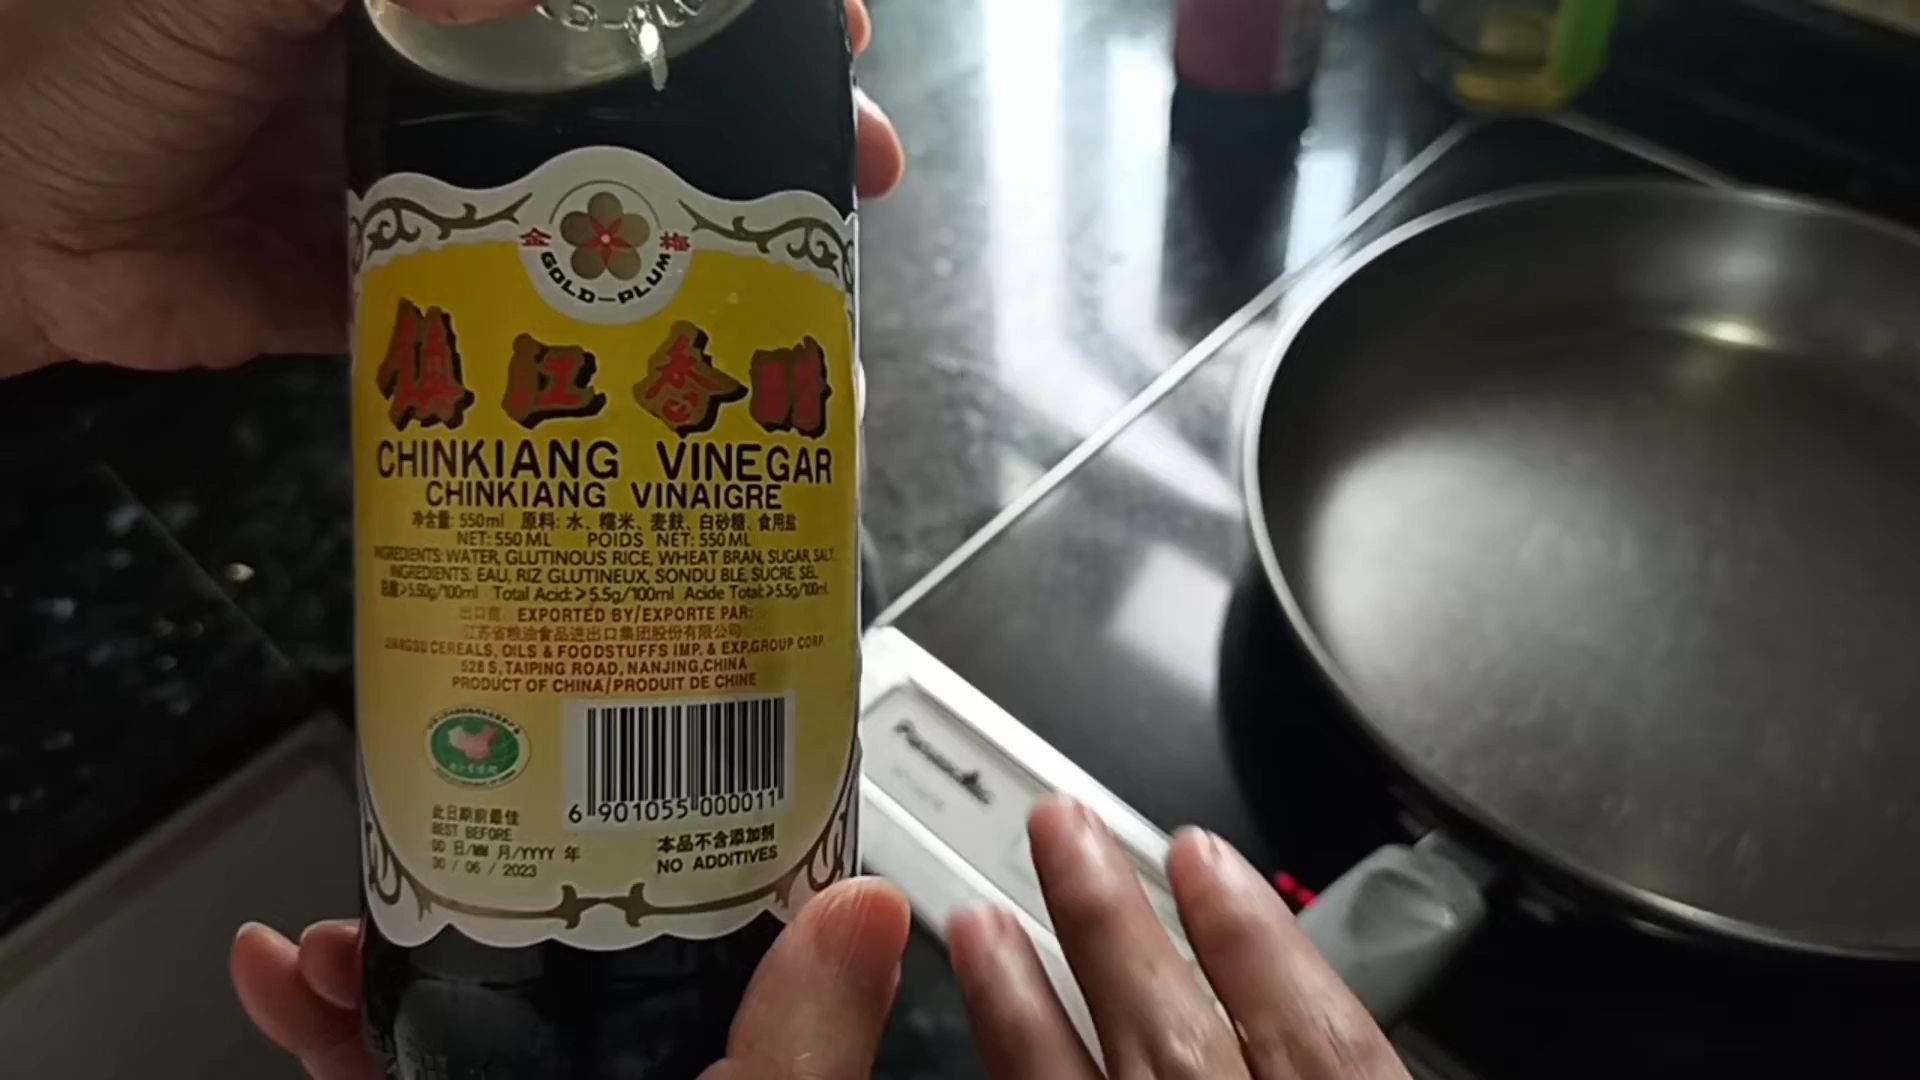 金 梅
GOLD-PLUM
镇江香醋
CHINKIANG VINEGAR
CHINKIANG VINAIGRE
净含量: 550ml 原料: 水、糯米、麦麸、白砂糖、食用盐
NET: 550 ML POIDS NET: 550 ML
INGREDIENTS: WATER, GLUTINOUS RICE, WHEAT BRAN, SUGAR, SALT.
INGREDIENTS: EAU, RIZ GLUTINEUX, SONDU BLE, SUCRE, SEL
总酸>5.50g/100ml Total Acid:>5.5g/100ml Acide Total:>5.5g/100ml
出口商: EXPORTED BY/EXPORTE PAR:
江苏省粮油食品进出口集团股份有限公司
JIANGSU CEREALS, OILS & FOODSTUFFS IMP. & EXP.GROUP CORP.
528 S, TAIPING ROAD, NANJING,CHINA
PRODUCT OF CHINA/PRODUIT DE CHINE
6 901055 000011
此日期前最佳
BEST BEFORE
DD 日/MM 月/YYYY 年
30 / 06 / 2023
本品不含添加剂
NO ADDITIVES